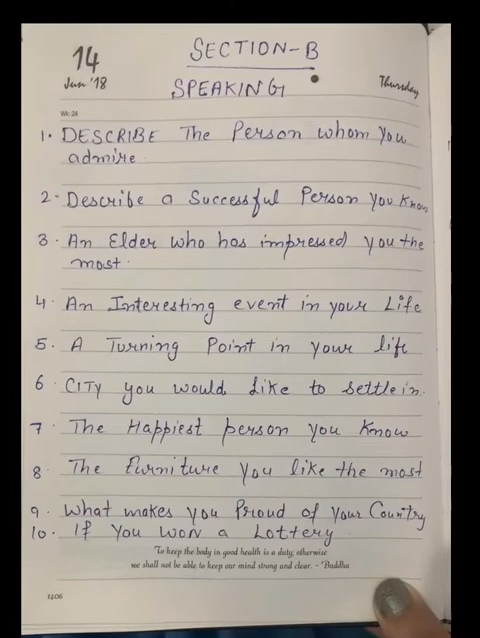 SECTION-B
14
Jun '18
SPEAKING
Thursday
Wk: 24
1. DESCRIBE The Person whom You
admire.
2. Describe a Successful Person You Know
3. An Elder who has impressed you the
most.
4. An Interesting event in your Life
5. A Turning Point in your life
6. CITY you would like to settle in.
7. The Happiest person you Know
8. The Furniture You like the most
9. What makes you Proud of Your Country
10. If You Won a Lottery
To keep the body in good health is a duty; otherwise
we shall not be able to keep our mind strong and clear. - Buddha
1406